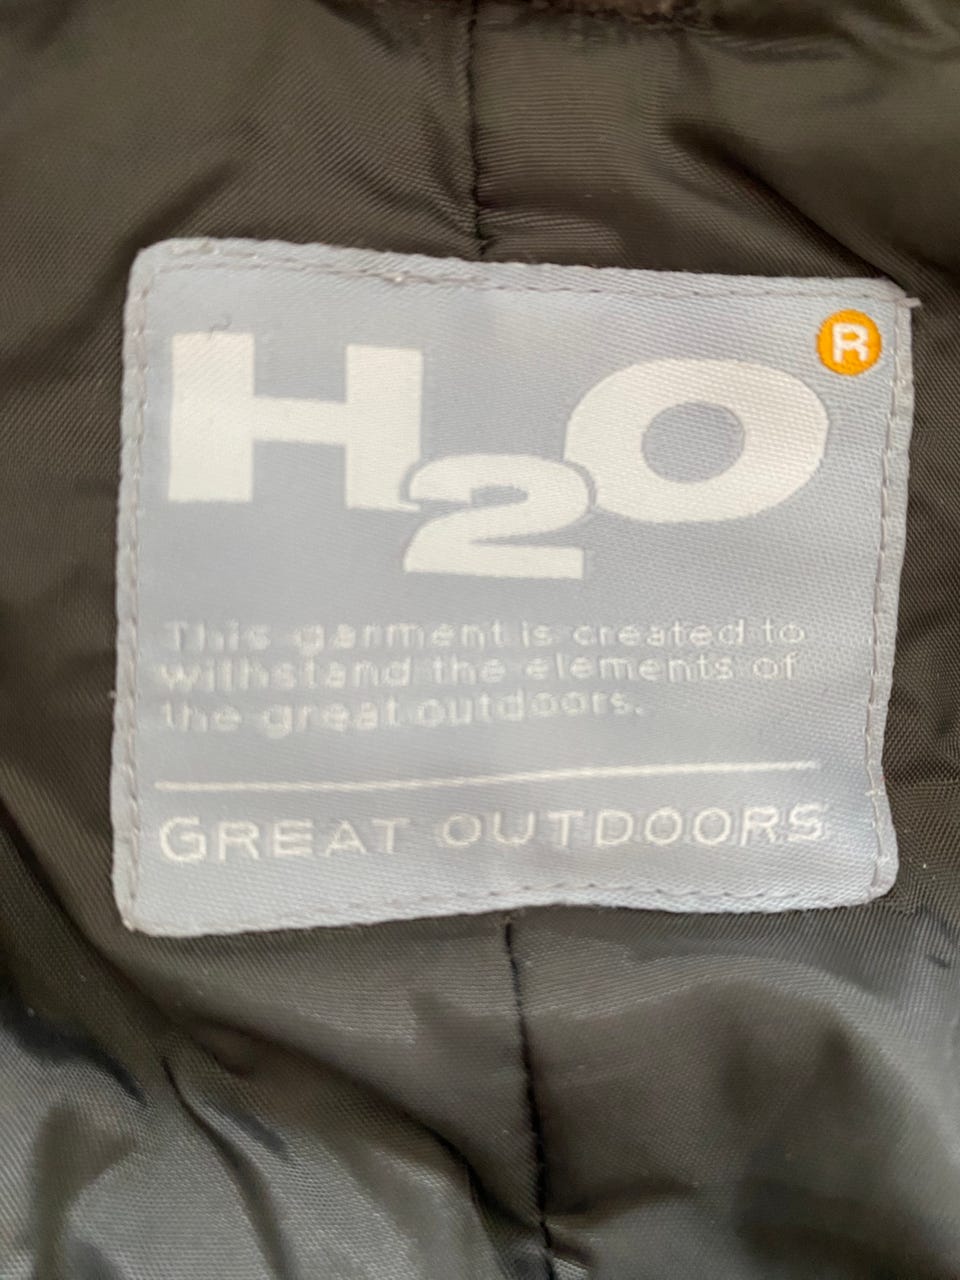 H2O
R
This garment is created to
withstand the elements of
the great outdoors.
GREAT OUTDOORS